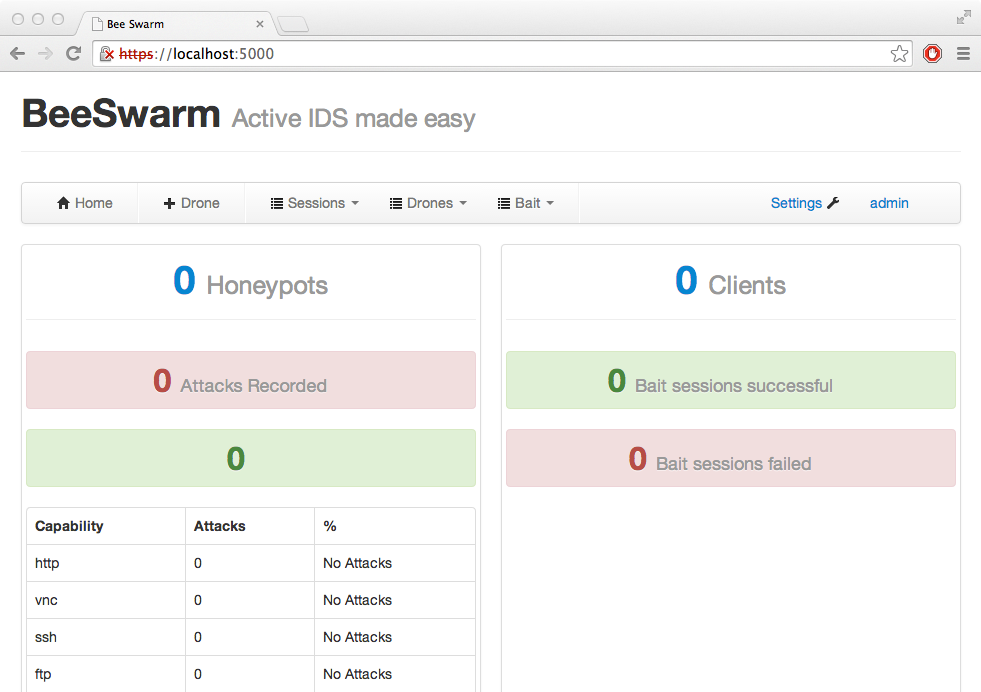 Bee Swarm
https://localhost:5000
BeeSwarm Active IDS made easy
Home Drone Sessions Drones Bait Settings admin
0 Honeypots
0 Attacks Recorded
0
Capability Attacks %
http 0 No Attacks
vnc 0 No Attacks
ssh 0 No Attacks
ftp 0 No Attacks
0 Clients
0 Bait sessions successful
0 Bait sessions failed